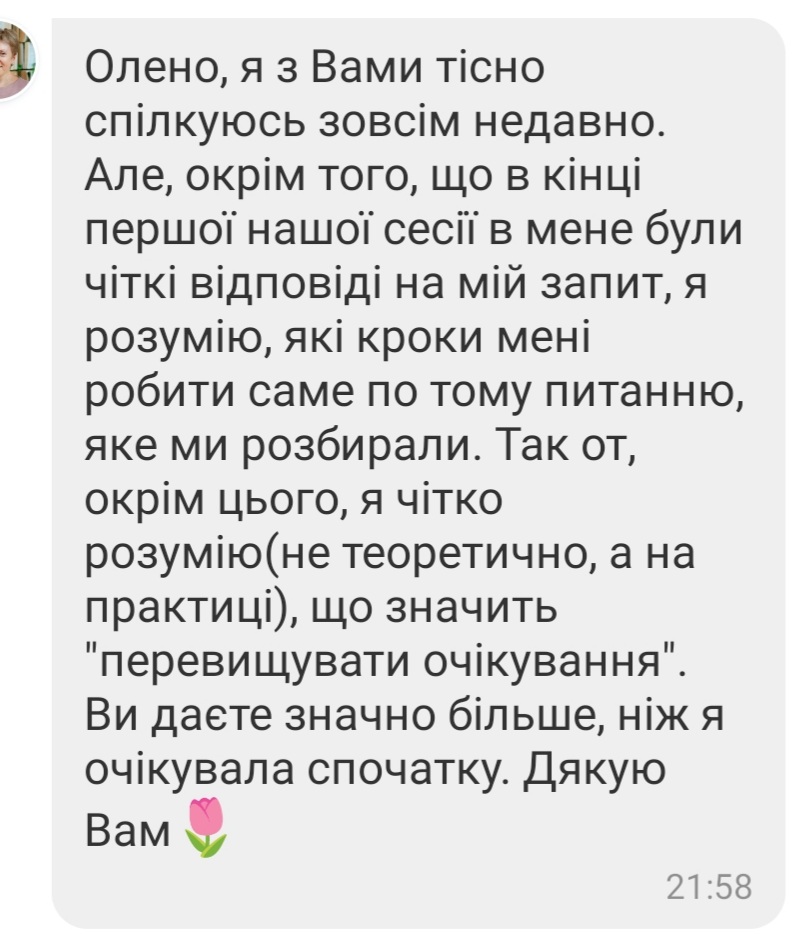 Олено, я з Вами тісно
спілкуюсь зовсім недавно.
Але, окрім того, що в кінці
першої нашої сесії в мене були
чіткі відповіді на мій запит, я
розумію, які кроки мені
робити саме по тому питанню,
яке ми розбирали. Так от,
окрім цього, я чітко
розумію(не теоретично, а на
практиці), що значить
"перевищувати очікування".
Ви даєте значно більше, ніж я
очікувала спочатку. Дякую
Вам🌷
21:58